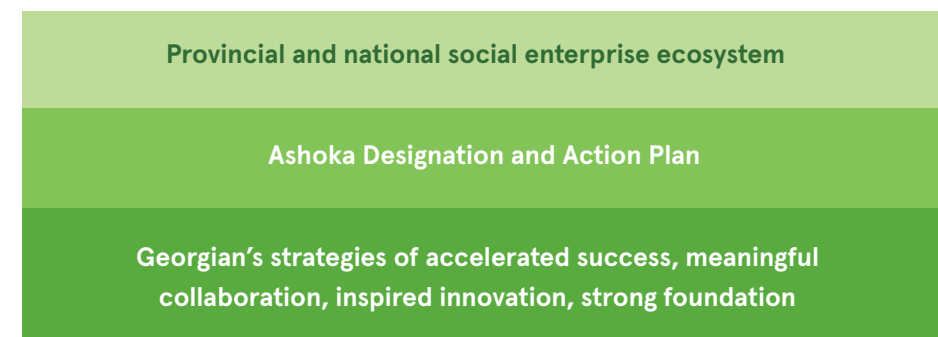 Provincial and national social enterprise ecosystem
Ashoka Designation and Action Plan
Georgian’s strategies of accelerated success, meaningful
collaboration, inspired innovation, strong foundation